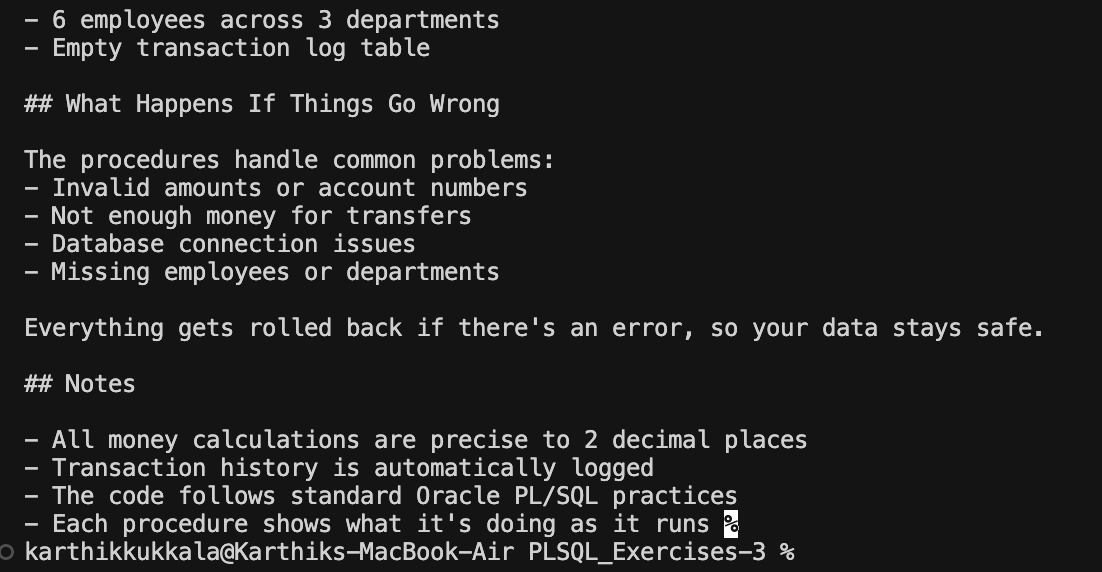 - 6 employees across 3 departments
- Empty transaction log table
## What Happens If Things Go Wrong
The procedures handle common problems:
- Invalid amounts or account numbers
- Not enough money for transfers
- Database connection issues
- Missing employees or departments
Everything gets rolled back if there's an error, so your data stays safe.
## Notes
- All money calculations are precise to 2 decimal places
- Transaction history is automatically logged
- The code follows standard Oracle PL/SQL practices
- Each procedure shows what it's doing as it runs %
karthikkukkala@Karthiks-MacBook-Air PLSQL_Exercises-3 %